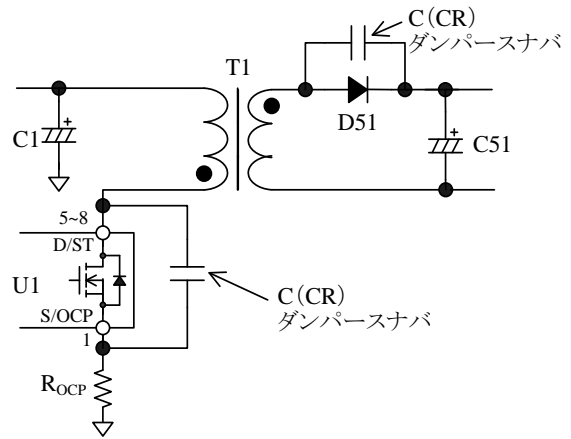 C(CR)
ダンパースナバ
T1
D51
C1
C51
5~8
D/ST
U1
C(CR)
ダンパースナバ
S/OCP
1
ROCP